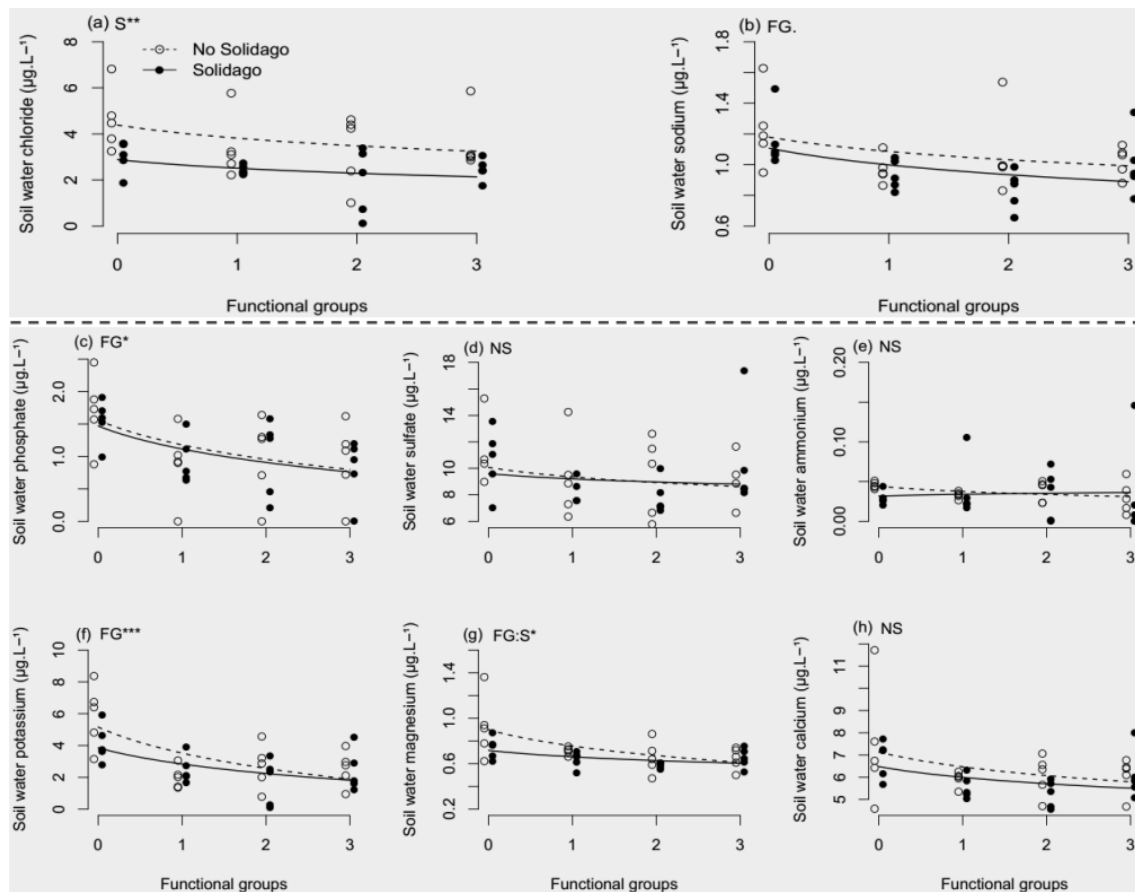 (a) S**
Soil water chloride (µg.L−1)
8
6
4
2
0
No Solidago
Solidago
0 1 2 3
Functional groups
(b) FG.
Soil water sodium (µg.L−1)
1.8
1.4
1.0
0.6
0 1 2 3
Functional groups
(c) FG*
Soil water phosphate (µg.L−1)
2.0
1.0
0.0
0 1 2 3
(d) NS
Soil water sulfate (µg.L−1)
18
14
10
8
6
0 1 2 3
(e) NS
Soil water ammonium (µg.L−1)
0.20
0.10
0.00
0 1 2 3
(f) FG***
Soil water potassium (µg.L−1)
10
8
6
4
2
0
0 1 2 3
Functional groups
(g) FG:S*
Soil water magnesium (µg.L−1)
1.4
1.0
0.6
0.2
0 1 2 3
Functional groups
(h) NS
Soil water calcium (µg.L−1)
11
9
7
6
5
0 1 2 3
Functional groups